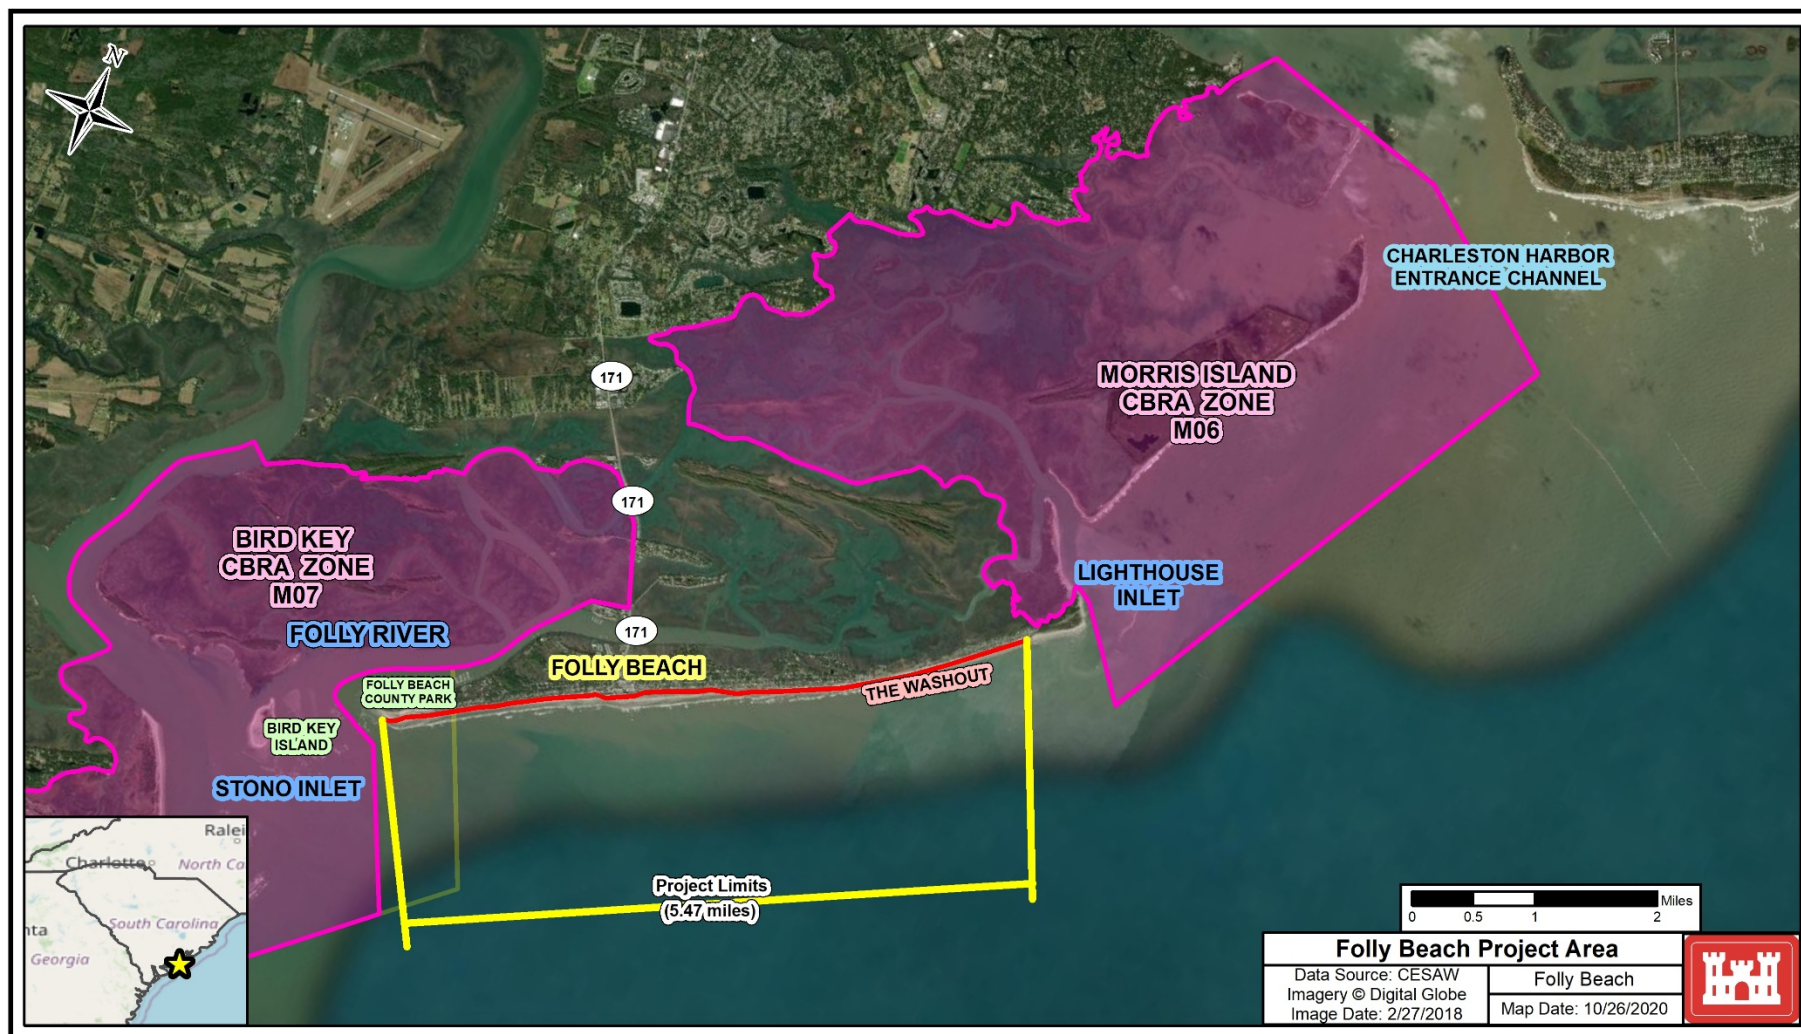 N
CHARLESTON HARBOR
ENTRANCE CHANNEL
171
MORRIS ISLAND
CBRA ZONE
M06
171
BIRD KEY
CBRA ZONE
M07
LIGHTHOUSE
INLET
FOLLY RIVER
171
FOLLY BEACH
FOLLY BEACH
COUNTY PARK
THE WASHOUT
BIRD KEY
ISLAND
STONO INLET
Project Limits
(5.47 miles)
Ralei
Charlotte
North Ca
South Carolina
nta
Georgia
Miles
0 0.5 1 2
Folly Beach Project Area
Data Source: CESAW
Imagery © Digital Globe
Image Date: 2/27/2018
Folly Beach
Map Date: 10/26/2020